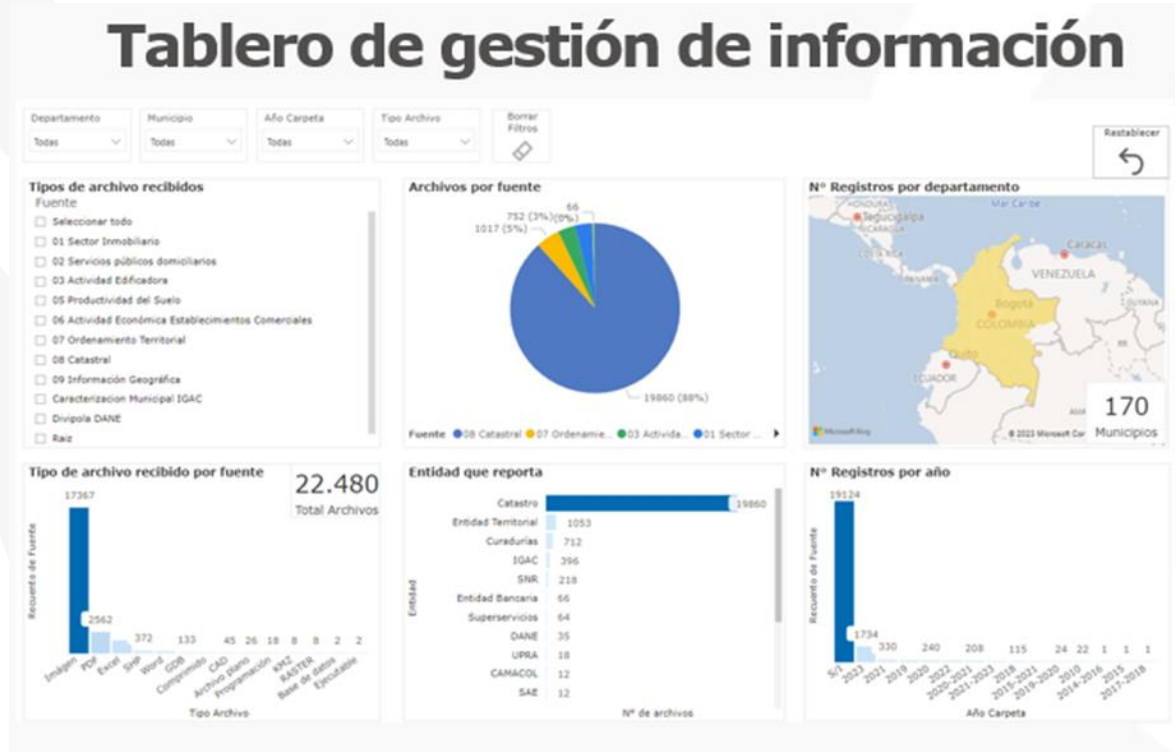 Tablero de gestión de información
Departamento
Todas
Municipio
Todas
Año Carpeta
Todas
Tipo Archivo
Todas
Borrar
Filtros
Restablecer
Tipos de archivo recibidos
Fuente
Seleccionar todo
01 Sector Inmobiliario
02 Servicios públicos domiciliarios
03 Actividad Edificadora
05 Productividad del Suelo
06 Actividad Económica Establecimientos Comerciales
07 Ordenamiento Territorial
08 Catastral
09 Información Geográfica
Caracterizacion Municipal IGAC
Divipola DANE
Raiz
Archivos por fuente
66
752 (3%) (0%)
1017 (5%)
19860 (88%)
Fuente 08 Catastral 07 Ordenamie... 03 Activida... 01 Sector ...
N° Registros por departamento
HONDURAS
Mar Caribe
Tegucigalpa
NICARAGUA
COSTA RICA
PANAMÁ
Caracas
VENEZUELA
GUYANA
Bogotá
COLOMBIA
RR
Quito
ECUADOR
Microsoft Bing
© 2023 Microsoft Cor
170
Municipios
Tipo de archivo recibido por fuente
22.480
Total Archivos
Recuento de Fuente
17367
2562
372
133
45
26
18
8
8
2
2
Imágen
PDF
Excel
SHP
Word
GDB
Comprimido
CAD
Archivo plano
Programación
KMZ
RASTER
Base de datos
Ejecutable
Tipo Archivo
Entidad que reporta
Entidad
Catastro 19860
Entidad Territorial 1053
Curadurías 712
IGAC 396
SNR 218
Entidad Bancaria 66
Superservicios 64
DANE 35
UPRA 18
CAMACOL 12
SAE 12
N° de archivos
N° Registros por año
Recuento de Fuente
19124
1734
330
240
208
115
24
22
1
1
1
S/I
2023
2021
2019
2020
2022
2020-2021
2021-2023
2018
2015-2021
2019-2020
2010
2014-2016
2015
2017-2018
Año Carpeta